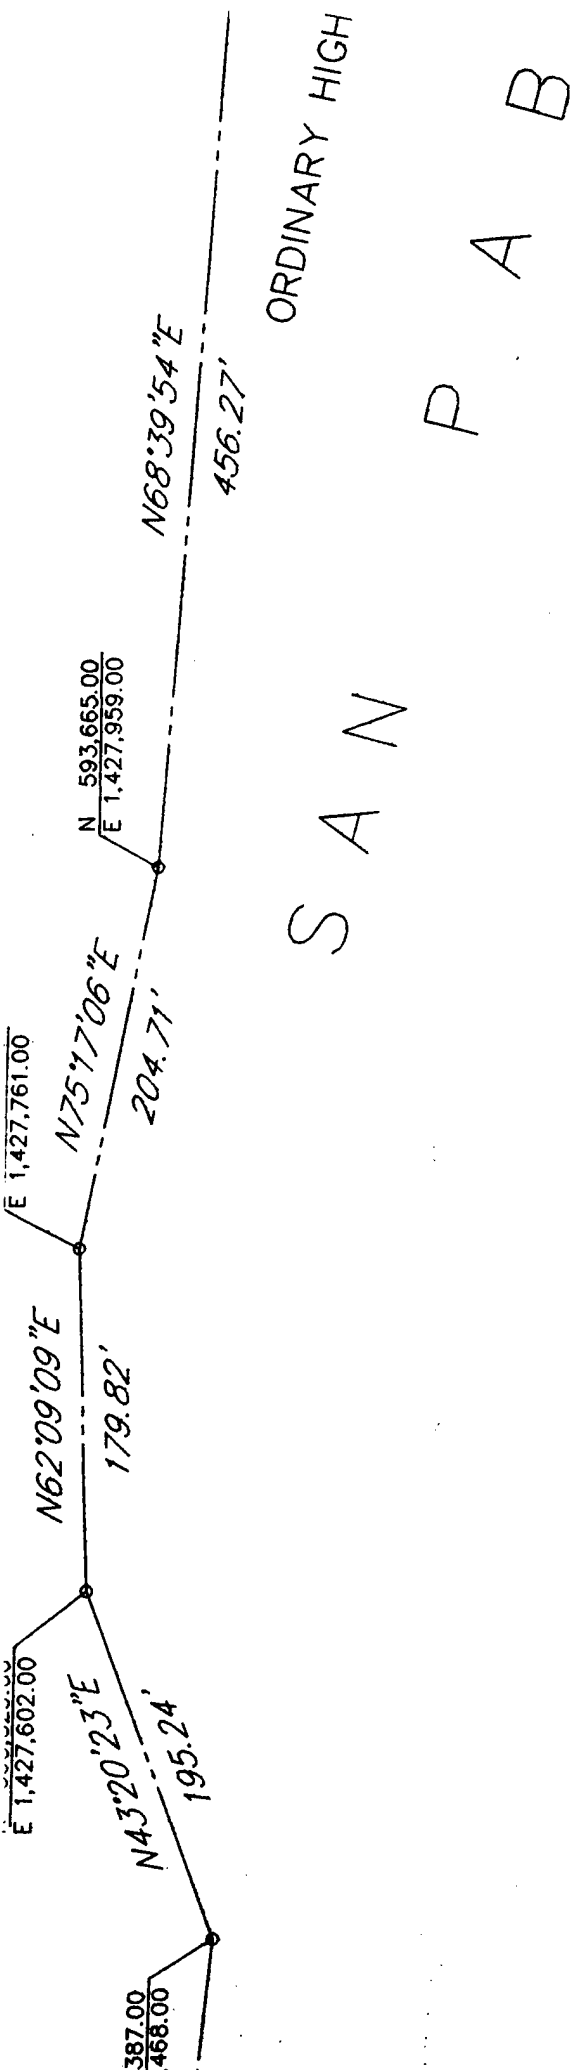 387.00
468.00
N43°20'23"E
195.24'
E 1,427,602.00
N62°09'09"E
179.82'
E 1,427,761.00
N75°17'06"E
204.71'
N 593,665.00
E 1,427,959.00
N68°39'54"E
456.27'
ORDINARY HIGH
SAN PAB